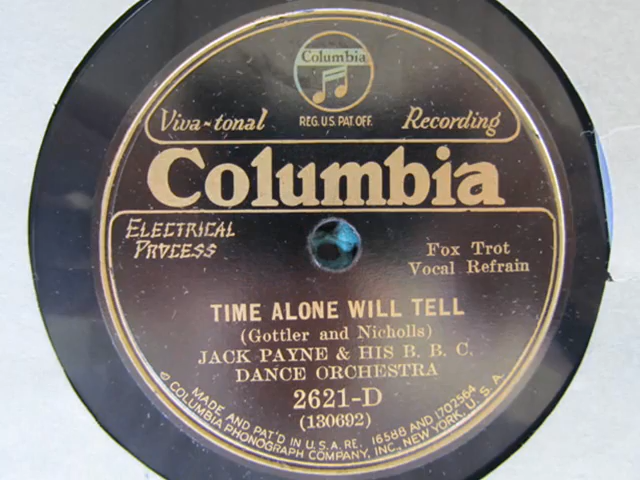 Columbia
Viva-tonal REG. U.S. PAT. OFF. Recording
Columbia
ELECTRICAL
PROCESS
Fox Trot
Vocal Refrain
TIME ALONE WILL TELL
(Gottler and Nicholls)
JACK PAYNE & HIS B. B. C.
DANCE ORCHESTRA
2621-D
(130692)
MADE AND PAT'D IN U.S.A. RE. 16588 AND 1702564
© COLUMBIA PHONOGRAPH COMPANY, INC., NEW YORK, U. S. A.